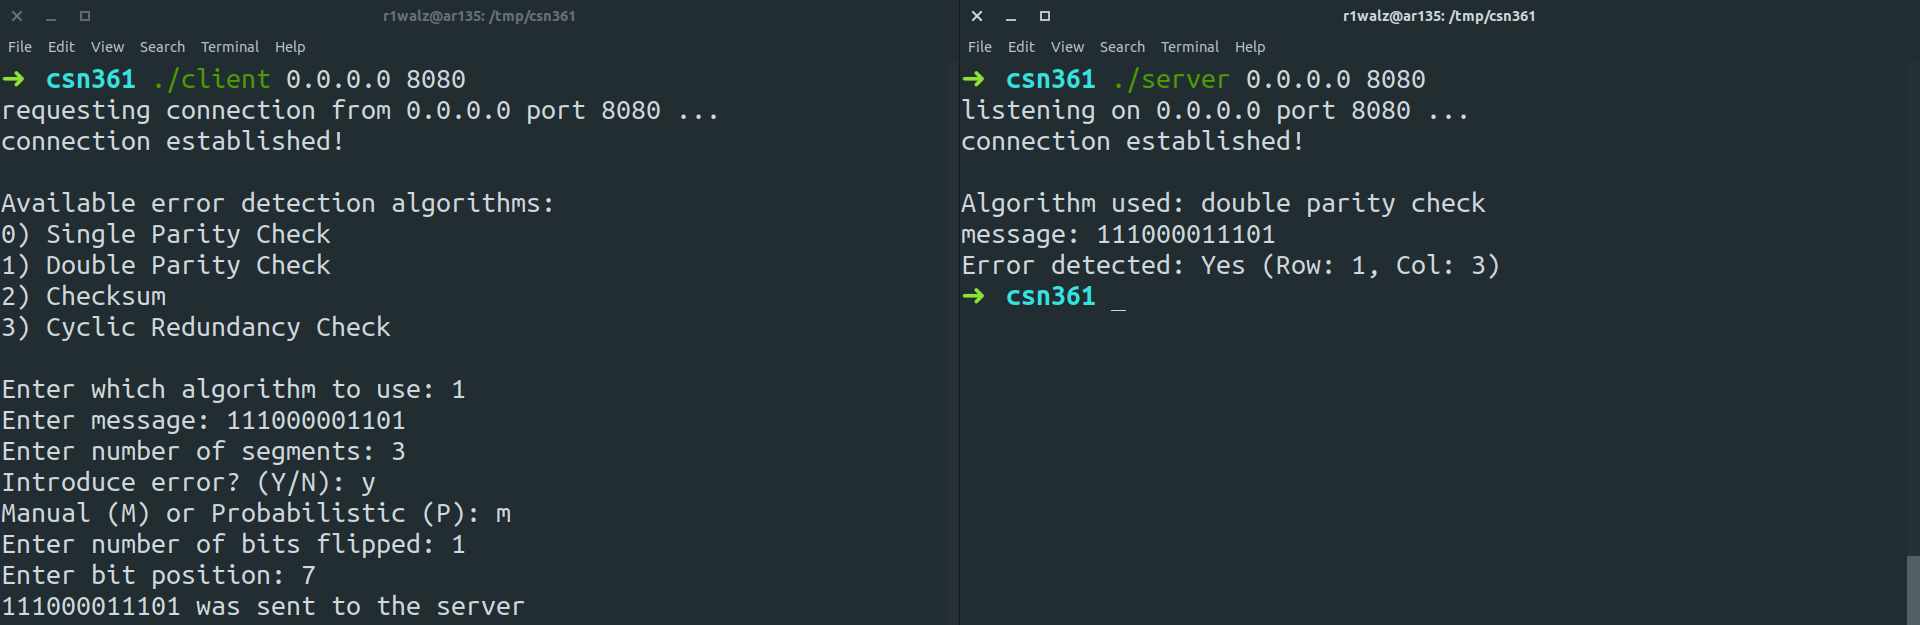 r1walz@ar135: /tmp/csn361
File Edit View Search Terminal Help
➜ csn361 ./client 0.0.0.0 8080
requesting connection from 0.0.0.0 port 8080 ...
connection established!
Available error detection algorithms:
0) Single Parity Check
1) Double Parity Check
2) Checksum
3) Cyclic Redundancy Check
Enter which algorithm to use: 1
Enter message: 111000001101
Enter number of segments: 3
Introduce error? (Y/N): y
Manual (M) or Probabilistic (P): m
Enter number of bits flipped: 1
Enter bit position: 7
111000011101 was sent to the server
r1walz@ar135: /tmp/csn361
File Edit View Search Terminal Help
➜ csn361 ./server 0.0.0.0 8080
listening on 0.0.0.0 port 8080 ...
connection established!
Algorithm used: double parity check
message: 111000011101
Error detected: Yes (Row: 1, Col: 3)
➜ csn361 _